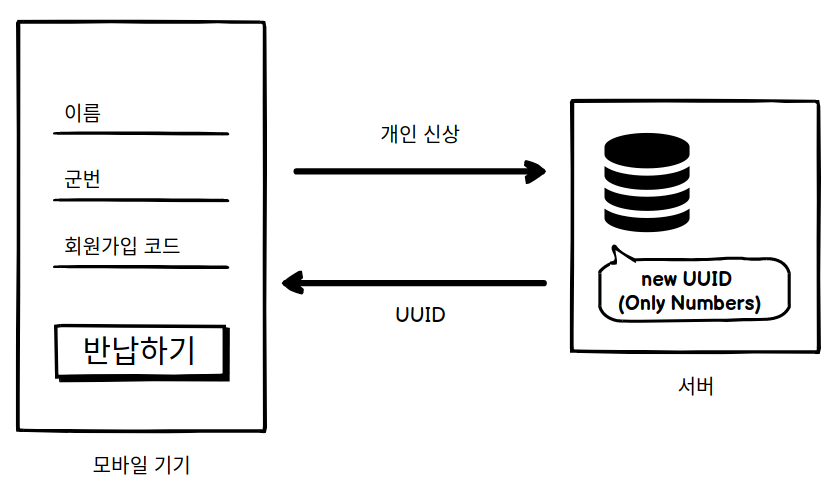 이름
군번
회원가입 코드
반납하기
모바일 기기
개인 신상
UUID
new UUID
(Only Numbers)
서버